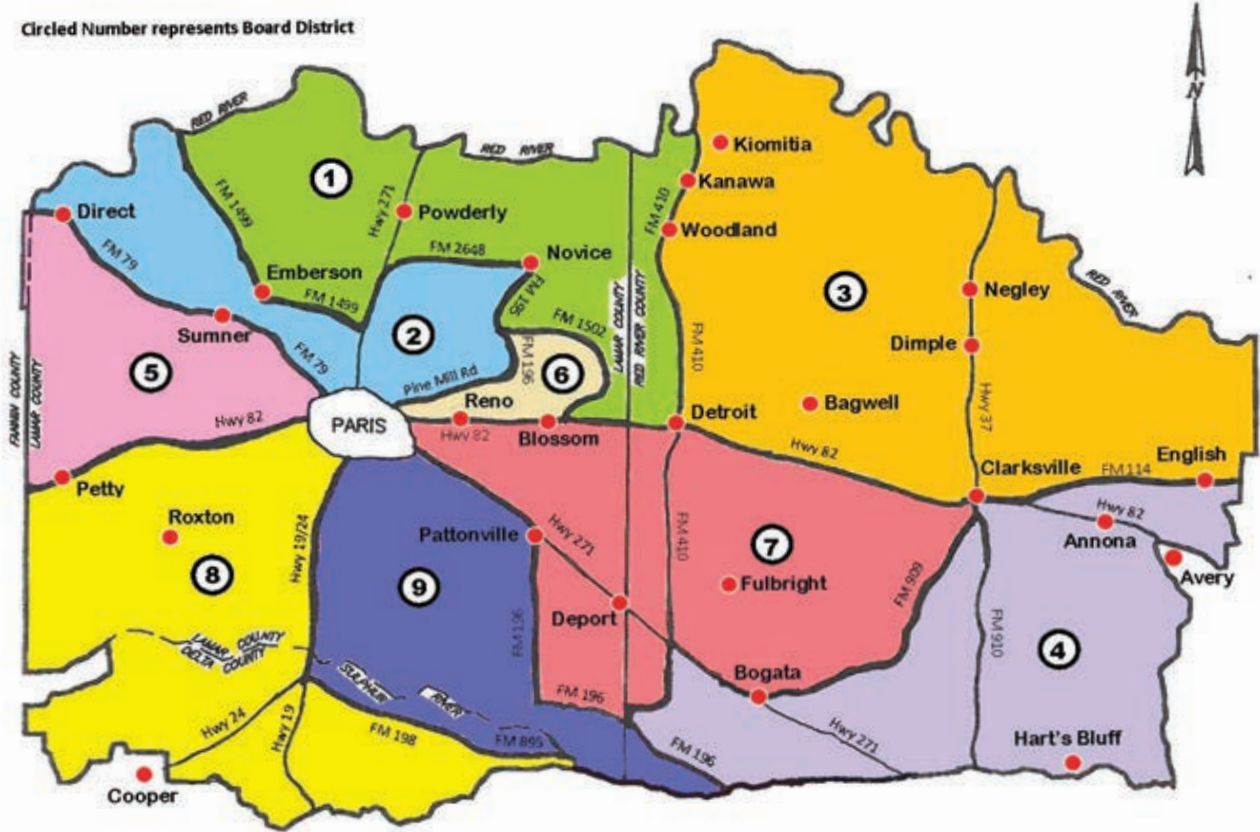 Circled Number represents Board District
N
RED RIVER
RED RIVER
1
Kiomitia
Kanawa
Hwy 271
FM 1499
FM 410
Direct
Powderly
Woodland
FM 2648
Novice
FM 79
Emberson
FM 1499
FM 196
RED RIVER
3
Negley
LAMAR COUNTY
RED RIVER COUNTY
Sumner
2
FM 1502
FM 410
Dimple
FM 79
5
FM 196
6
FANNIN COUNTY
LAMAR COUNTY
Pine Mill Rd
Reno
Bagwell
Hwy 37
Hwy 82
PARIS
Hwy 82
Blossom
Detroit
Hwy 82
Clarksville
FM 114
English
Petty
Roxton
Hwy 19/24
Pattonville
Hwy 271
FM 410
7
Hwy 82
Annona
Avery
8
9
Deport
Fulbright
FM 909
FM 196
FM 910
4
LAMAR COUNTY
DELTA COUNTY
SULPHUR
RIVER
FM 196
Bogata
Hwy 24
Hwy 19
FM 198
FM 895
FM 196
Hwy 271
Hart's Bluff
Cooper